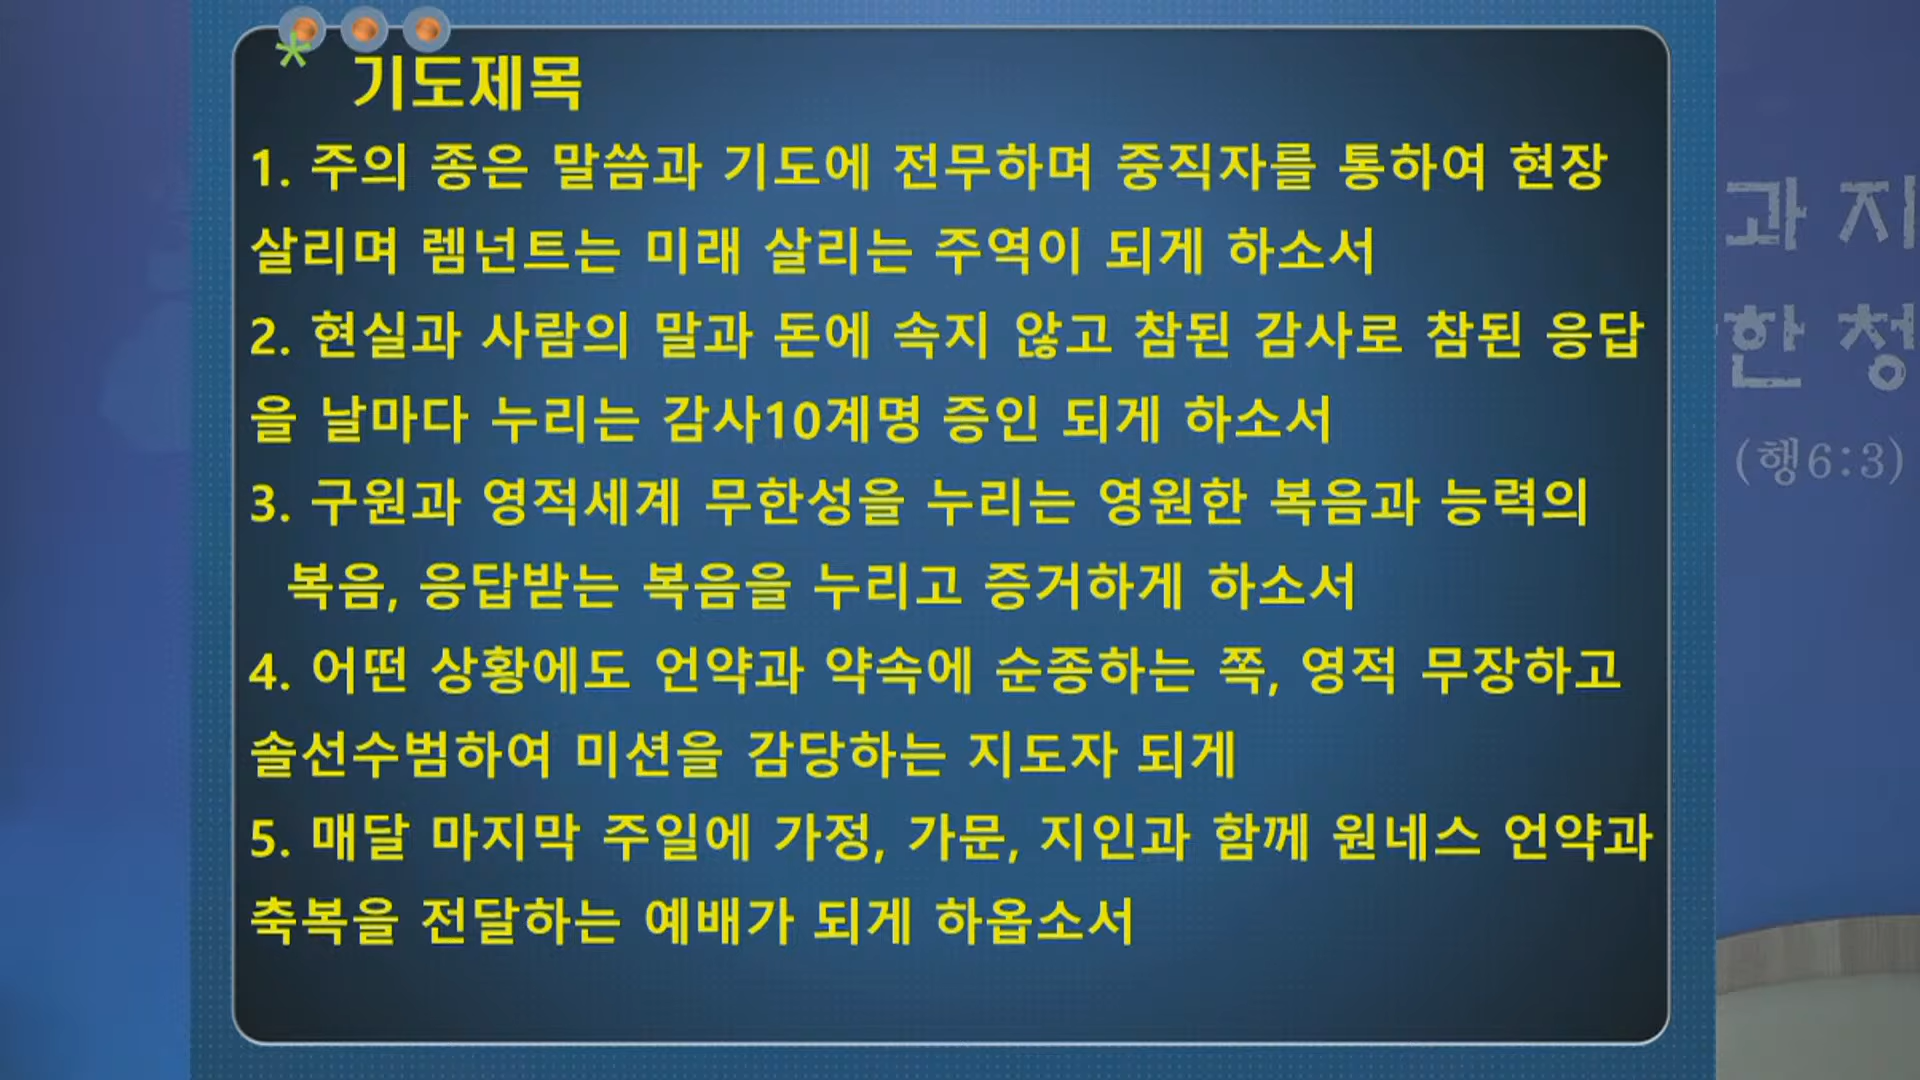 * 기도제목
1. 주의 종은 말씀과 기도에 전무하며 중직자를 통하여 현장
살리며 렘넌트는 미래 살리는 주역이 되게 하소서
2. 현실과 사람의 말과 돈에 속지 않고 참된 감사로 참된 응답
을 날마다 누리는 감사10계명 증인 되게 하소서
3. 구원과 영적세계 무한성을 누리는 영원한 복음과 능력의
복음, 응답받는 복음을 누리고 증거하게 하소서
4. 어떤 상황에도 언약과 약속에 순종하는 쪽, 영적 무장하고
솔선수범하여 미션을 감당하는 지도자 되게
5. 매달 마지막 주일에 가정, 가문, 지인과 함께 원네스 언약과
축복을 전달하는 예배가 되게 하옵소서
과 지
한 청
(행6:3)